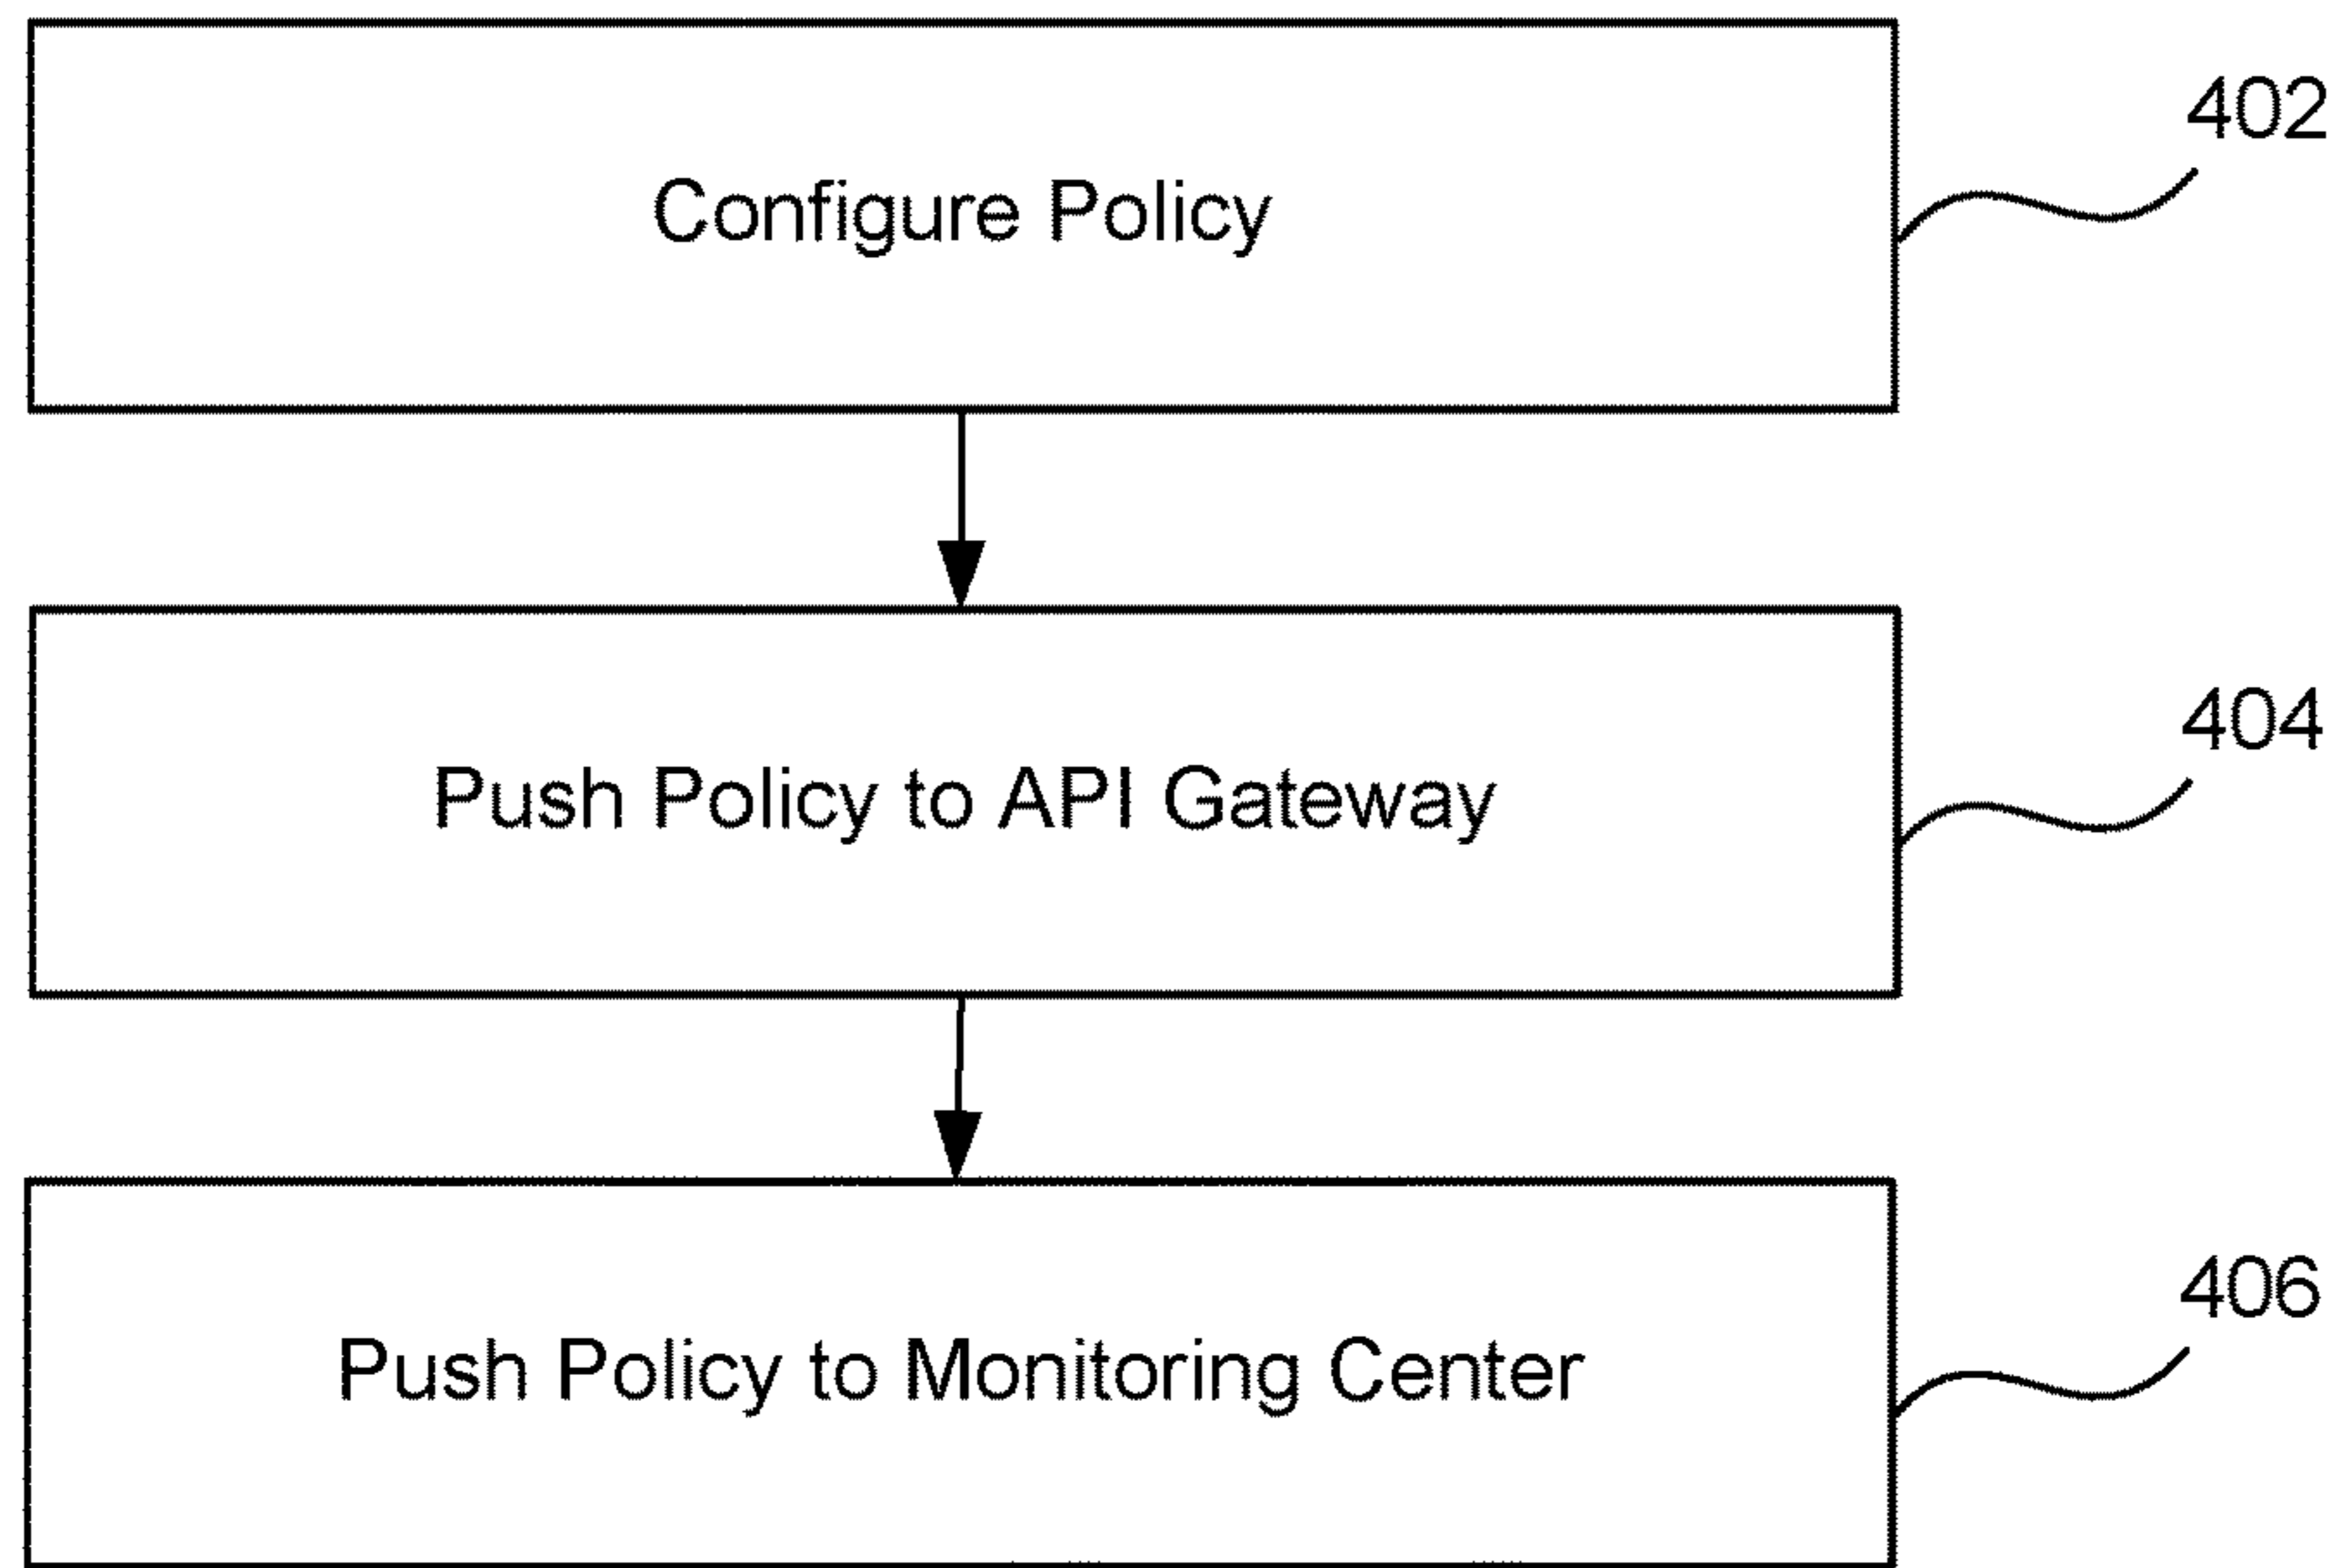 402
Configure Policy
404
Push Policy to API Gateway
406
Push Policy to Monitoring Center